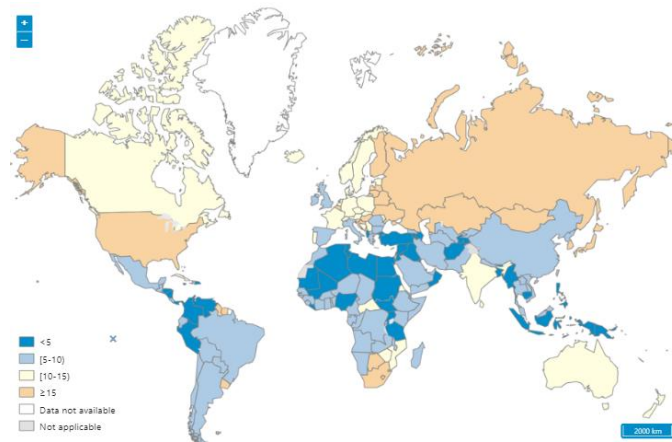 +
–
<5
[5-10)
[10-15)
≥15
Data not available
Not applicable
2000 km